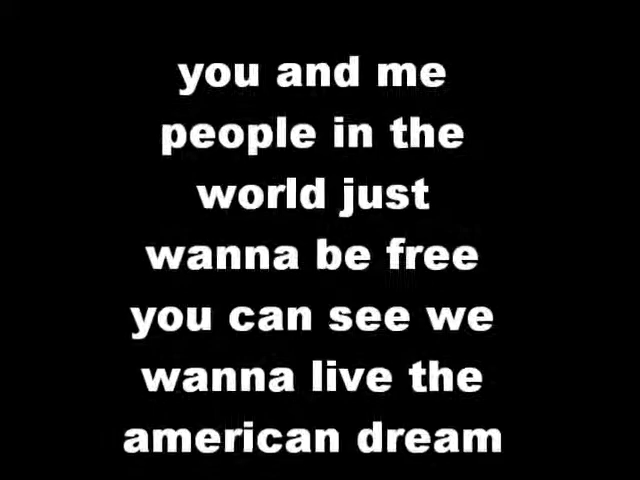 you and me
people in the
world just
wanna be free
you can see we
wanna live the
american dream